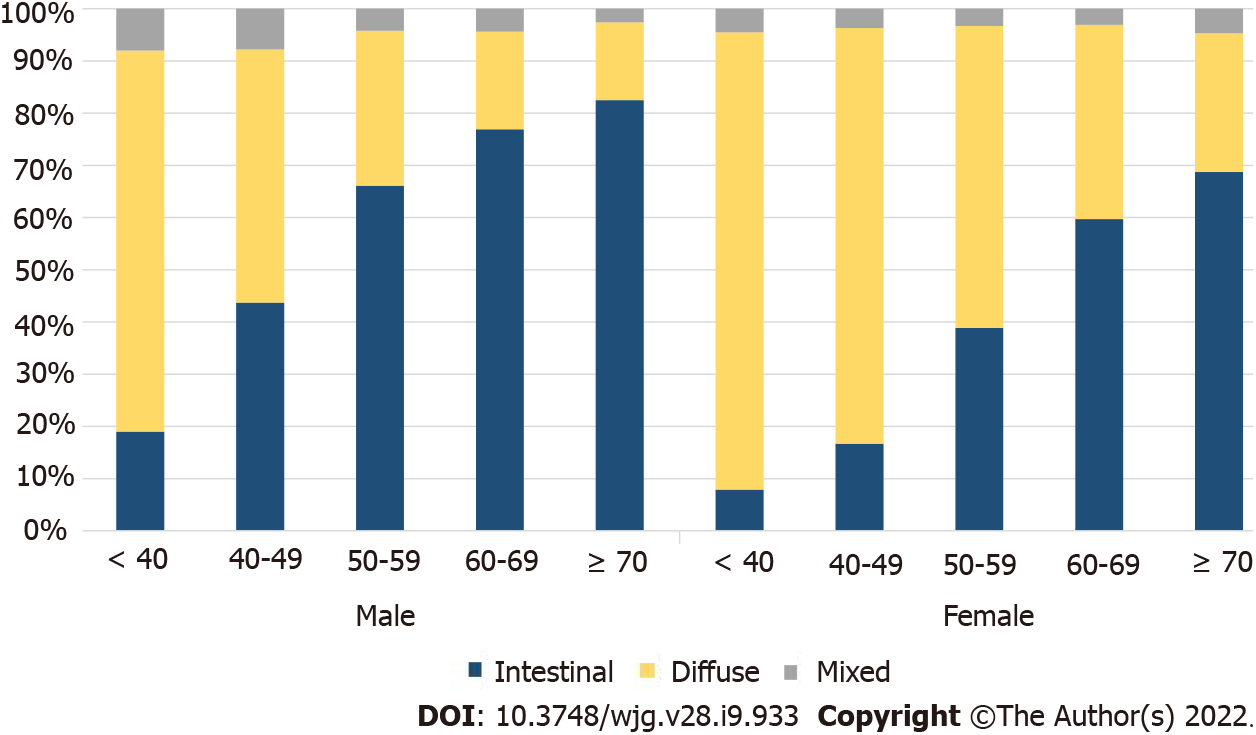 100%
90%
80%
70%
60%
50%
40%
30%
20%
10%
0%
< 40 40-49 50-59 60-69 ≥ 70 < 40 40-49 50-59 60-69 ≥ 70
Male Female
Intestinal Diffuse Mixed
DOI: 10.3748/wjg.v28.i9.933 Copyright ©The Author(s) 2022.